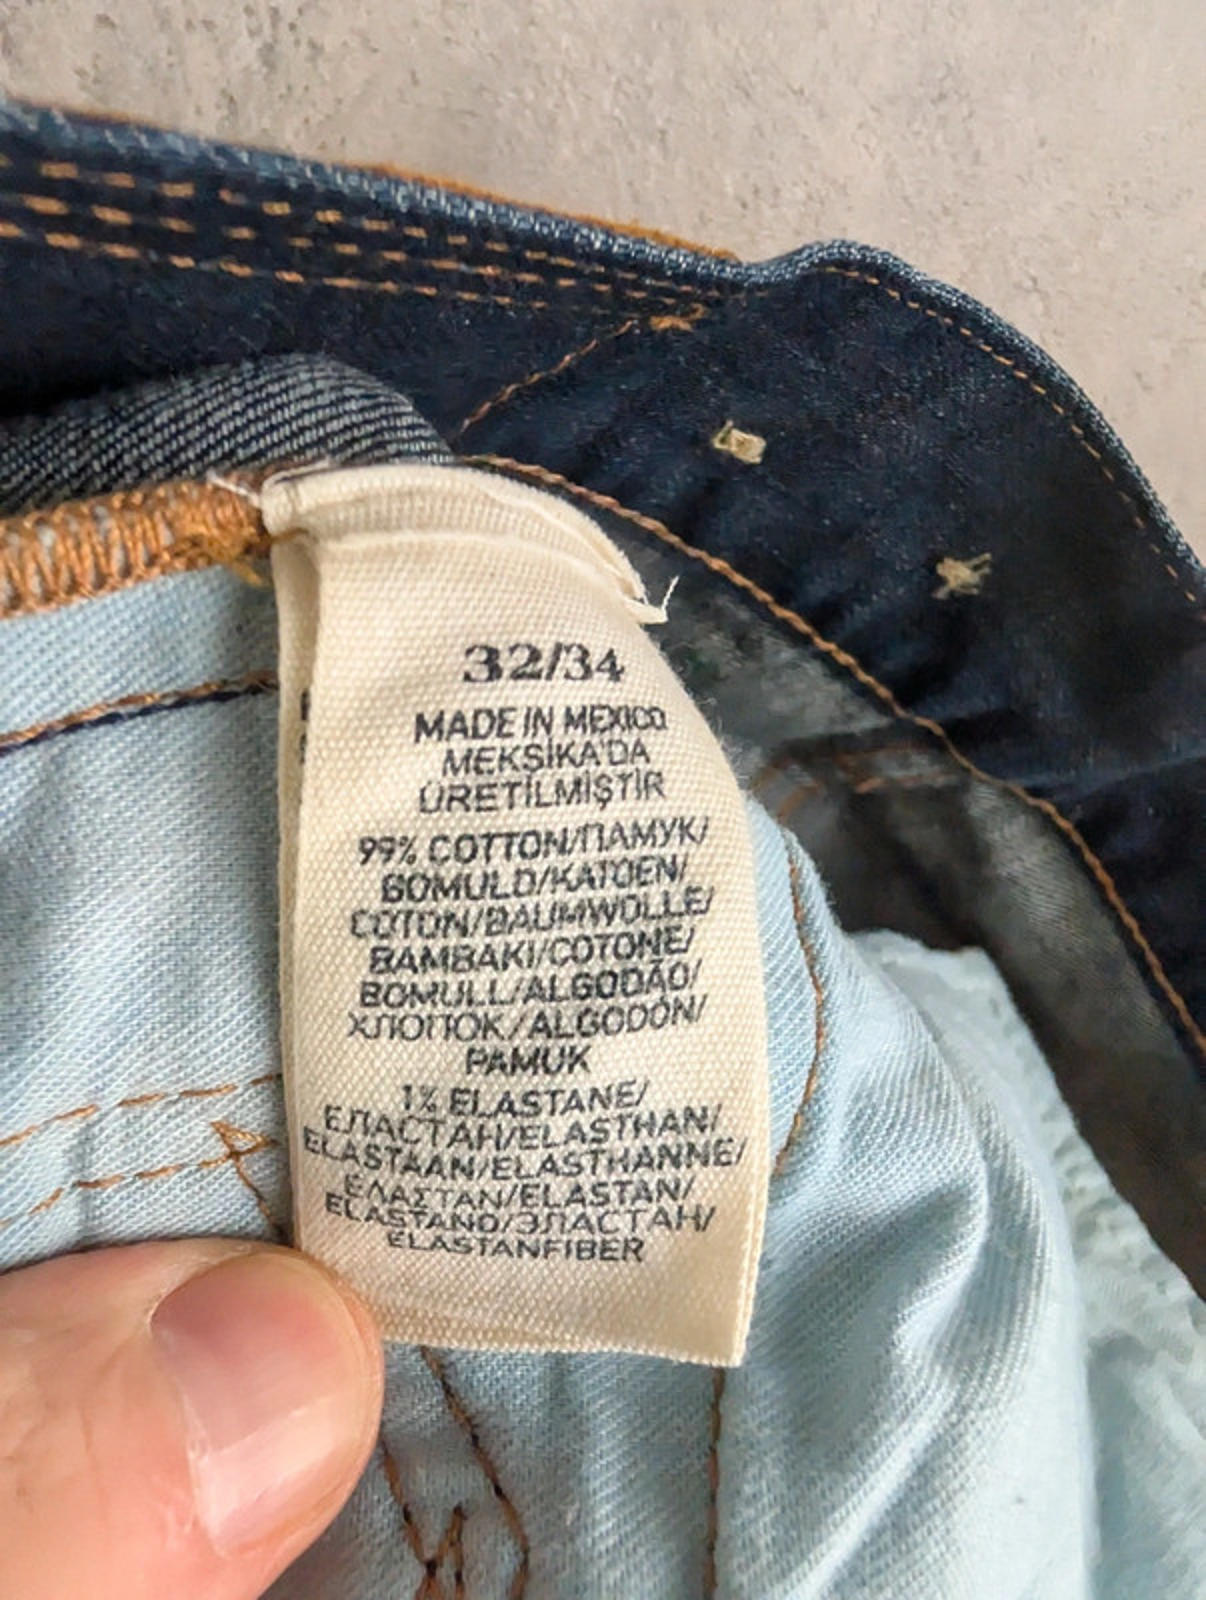 32/34
MADE IN MEXICO
MEKSİKA'DA
ÜRETİLMİŞTİR
99% COTTON/ПАМУК/
BOMULD/KATOEN/
COTON/BAUMWOLLE/
BAMBAKI/COTONE/
BOMULL/ALGODÃO/
ХЛОПОК/ALGODÓN/
PAMUK
1% ELASTANE/
ЕЛАСТАН/ELASTHAN/
ELASTAAN/ELASTHANNE/
ΕΛΑΣΤΑΝ/ELASTAN/
ELASTANO/ЭЛАСТАН/
ELASTANFIBER